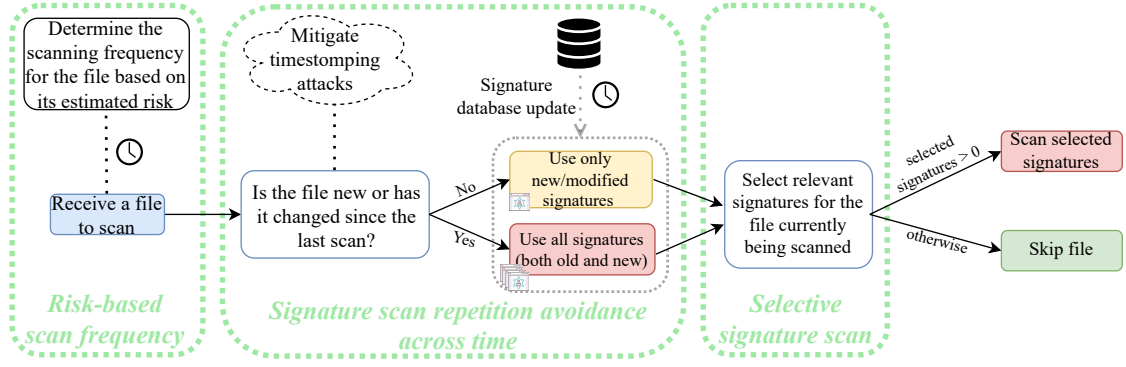 Determine the
scanning frequency
for the file based on
its estimated risk
Receive a file
to scan
Risk-based
scan frequency
Mitigate
timestomping
attacks
Signature
database update
Is the file new or has
it changed since the
last scan?
No
Yes
Use only
new/modified
signatures
Use all signatures
(both old and new)
Signature scan repetition avoidance
across time
Select relevant
signatures for the
file currently
being scanned
Selective
signature scan
selected
signatures > 0
otherwise
Scan selected
signatures
Skip file